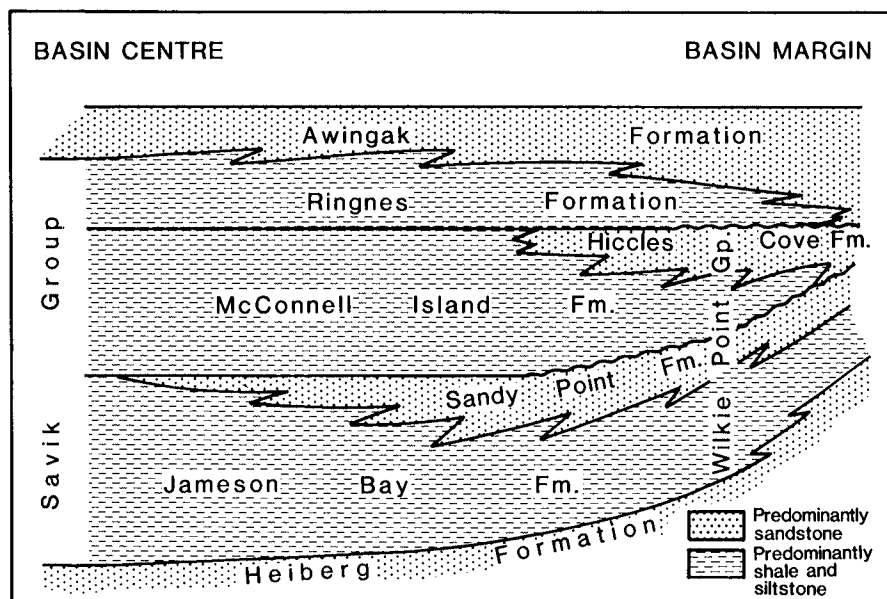 BASIN CENTRE
BASIN MARGIN
Awingak Formation
Ringnes Formation
Hiccles Cove Fm.
McConnell Island Fm.
Sandy Point Fm.
Jameson Bay Fm.
Heiberg Formation
Savik Group
Wilkie Point Gp
Predominantly
sandstone
Predominantly
shale and
siltstone